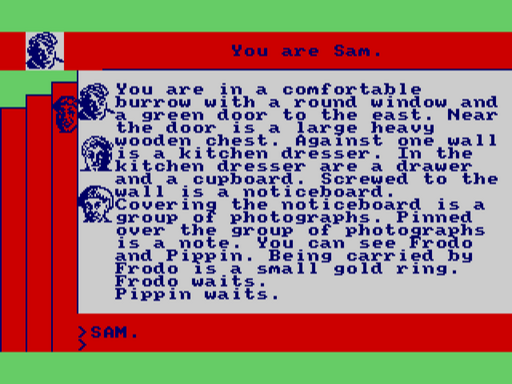 You are Sam.
You are in a comfortable
burrow with a round window and
a green door to the east. Near
the door is a large heavy
wooden chest. Against one wall
is a kitchen dresser. In the
kitchen dresser are a drawer
and a cupboard. Screwed to the
wall is a noticeboard.
Covering the noticeboard is a
group of photographs. Pinned
over the group of photographs
is a note. You can see Frodo
and Pippin. Being carried by
Frodo is a small gold ring.
Frodo waits.
Pippin waits.
>SAM.
>